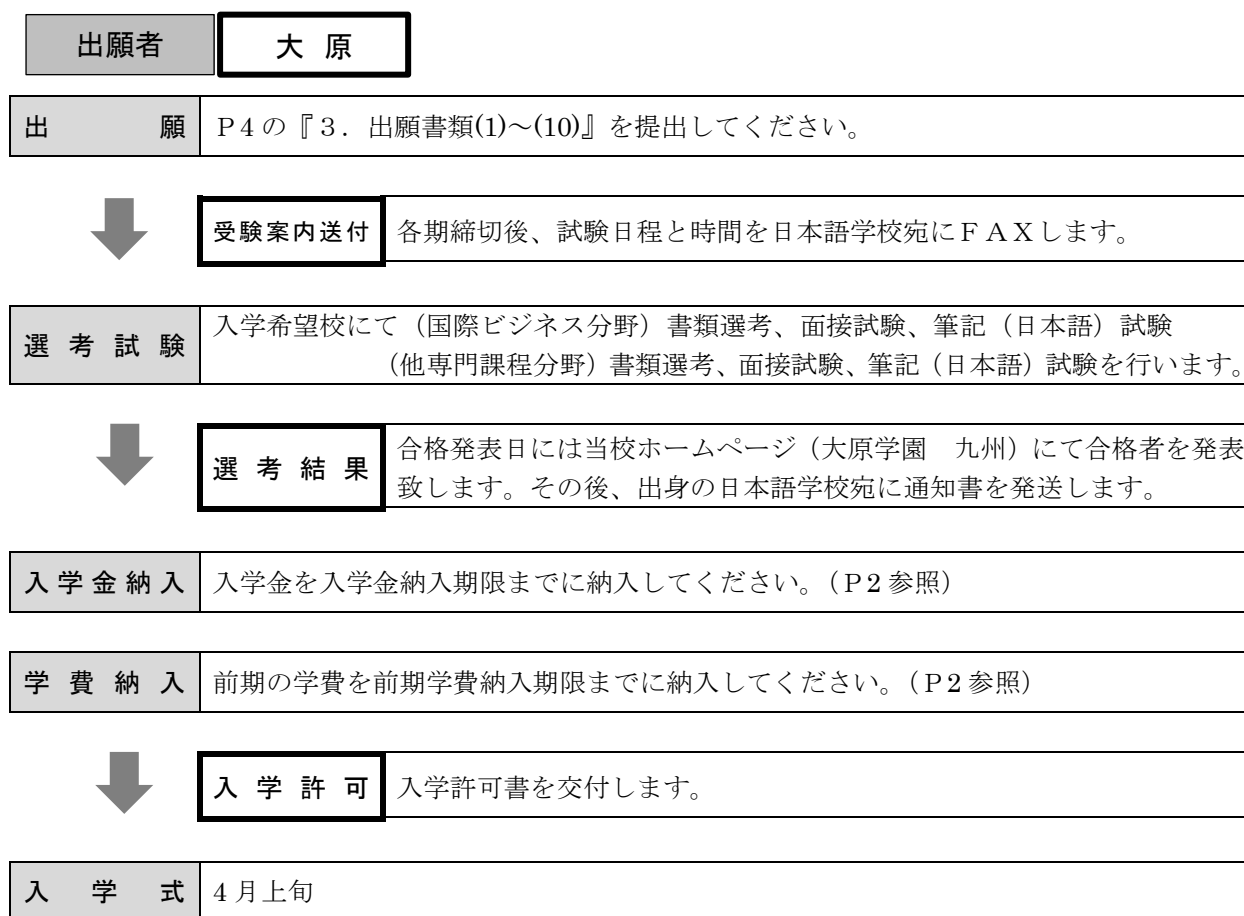 出願者 大原
出願 P4の『3．出願書類(1)～(10)』を提出してください。
受験案内送付 各期締切後、試験日程と時間を日本語学校宛にＦＡＸします。
選考試験 入学希望校にて（国際ビジネス分野）書類選考、面接試験、筆記（日本語）試験
（他専門課程分野）書類選考、面接試験、筆記（日本語）試験を行います。
選考結果 合格発表日には当校ホームページ（大原学園　九州）にて合格者を発表
致します。その後、出身の日本語学校宛に通知書を発送します。
入学金納入 入学金を入学金納入期限までに納入してください。（P2参照）
学費納入 前期の学費を前期学費納入期限までに納入してください。（P2参照）
入学許可 入学許可書を交付します。
入学式 4月上旬